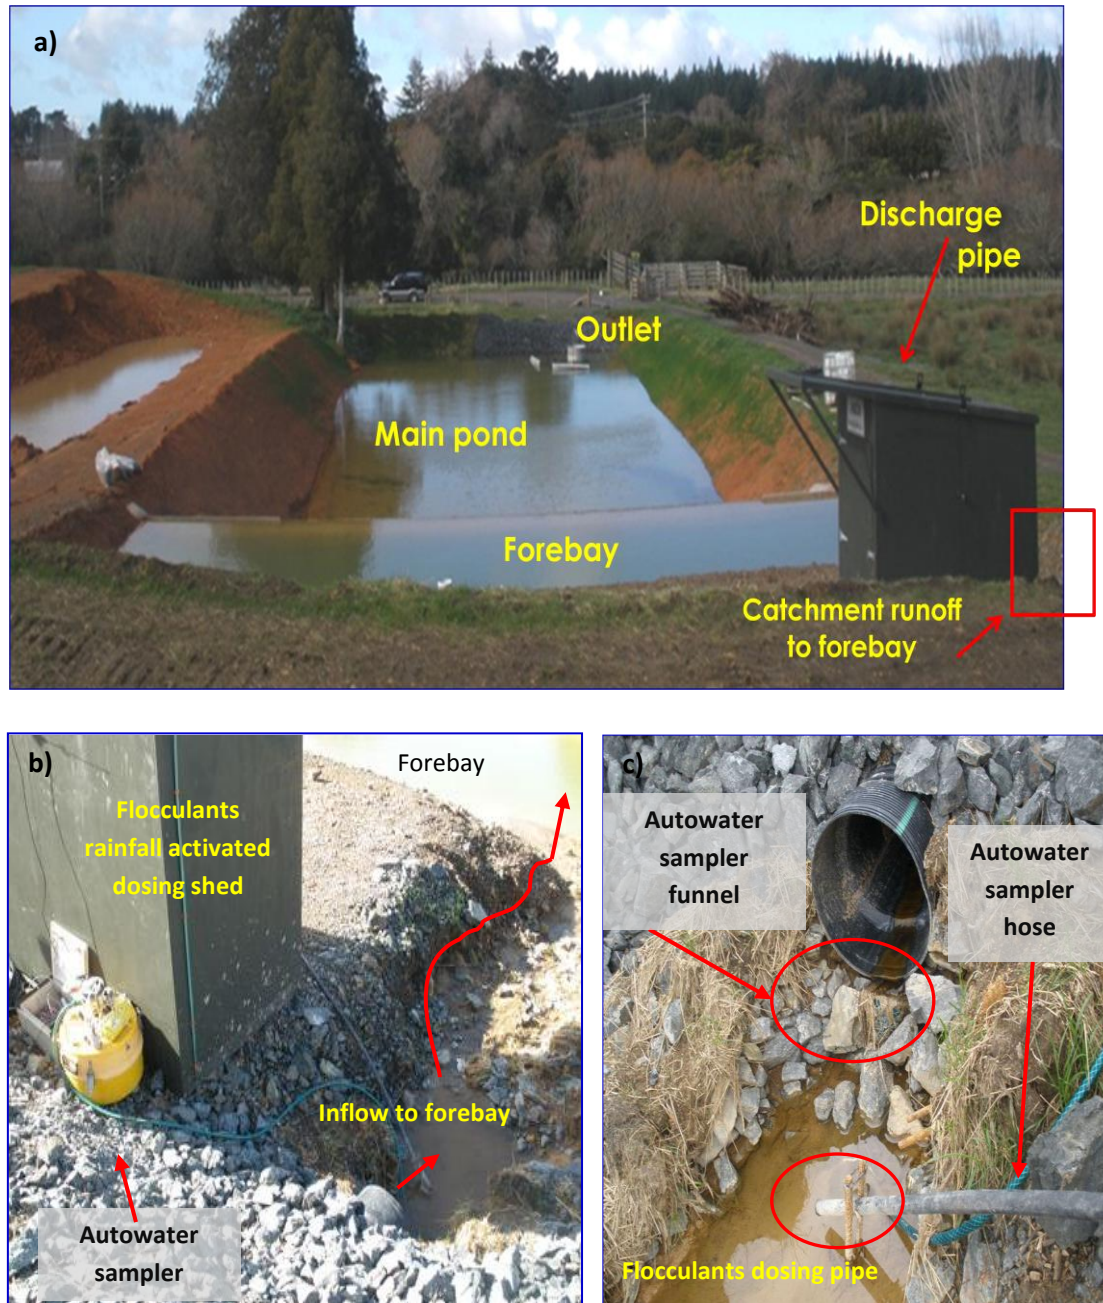 a)
Discharge
pipe
Outlet
Main pond
Forebay
Catchment runoff
to forebay
b)
Forebay
Flocculants
rainfall activated
dosing shed
Inflow to forebay
Autowater
sampler
c)
Autowater
sampler
funnel
Autowater
sampler
hose
Flocculants dosing pipe